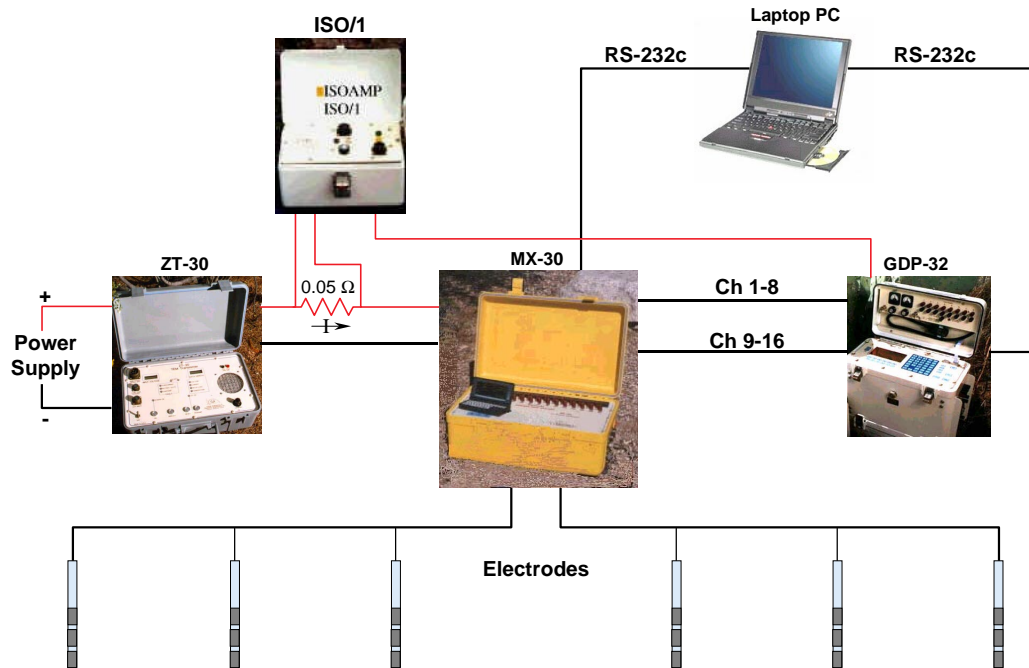 ISO/1
Laptop PC
RS-232c
RS-232c
ISOAMP
ISO/1
ZT-30
0.05 Ω
I
MX-30
GDP-32
+
Power
Supply
-
Ch 1-8
Ch 9-16
Electrodes